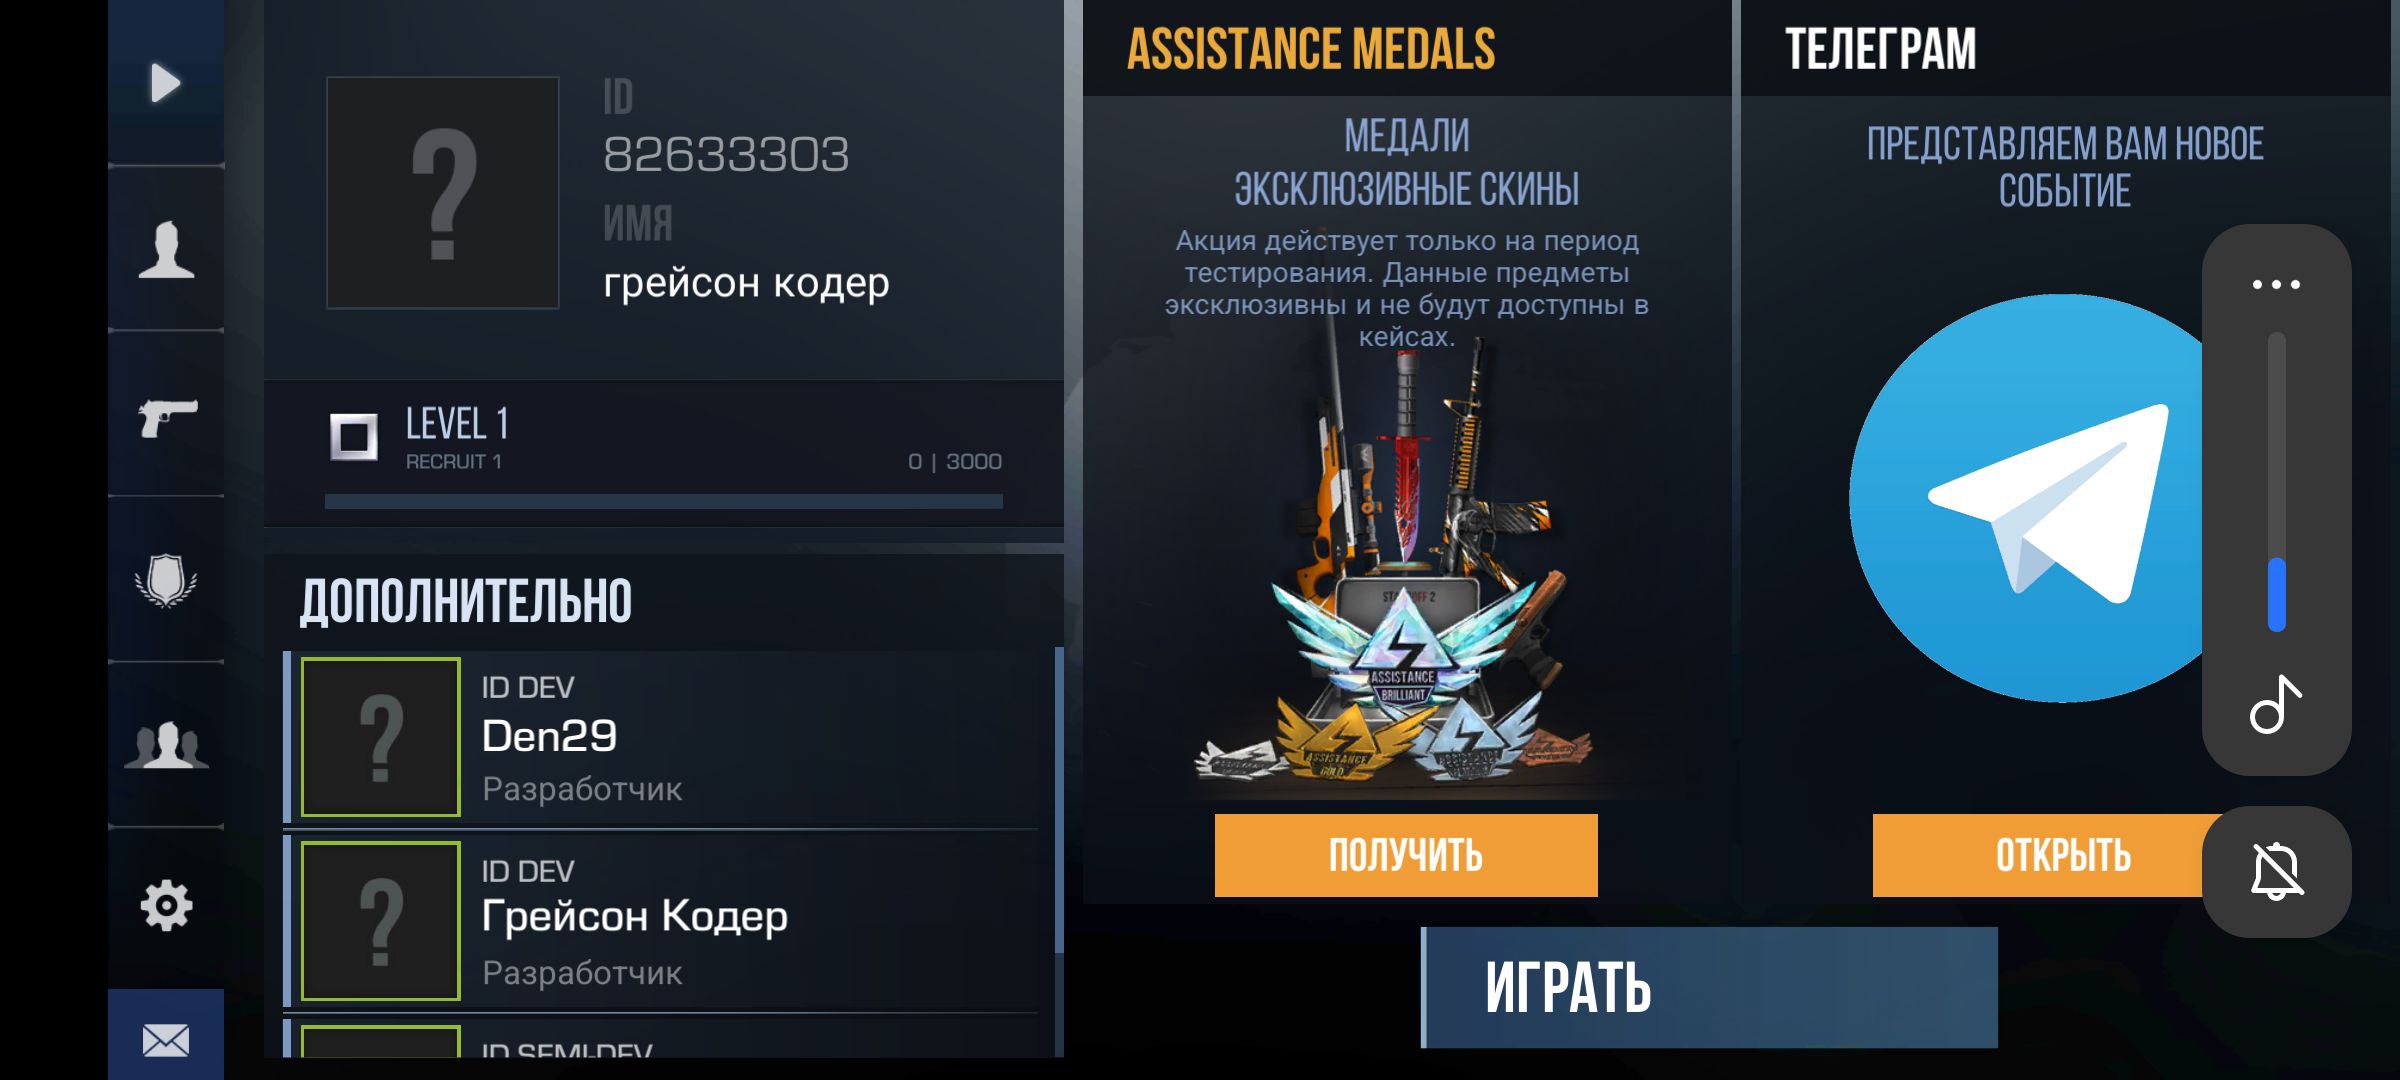 ID
82633303
ИМЯ
грейсон кодер
LEVEL 1
RECRUIT 1
0 | 3000
ДОПОЛНИТЕЛЬНО
ID DEV
Den29
Разработчик
ID DEV
Грейсон Кодер
Разработчик
ID SEMI-DEV
ASSISTANCE MEDALS
МЕДАЛИ
ЭКСКЛЮЗИВНЫЕ СКИНЫ
Акция действует только на период
тестирования. Данные предметы
эксклюзивны и не будут доступны в
кейсах.
ASSISTANCE
BRILLIANT
ASSISTANCE
GOLD
ПОЛУЧИТЬ
ТЕЛЕГРАМ
ПРЕДСТАВЛЯЕМ ВАМ НОВОЕ
СОБЫТИЕ
ОТКРЫТЬ
ИГРАТЬ